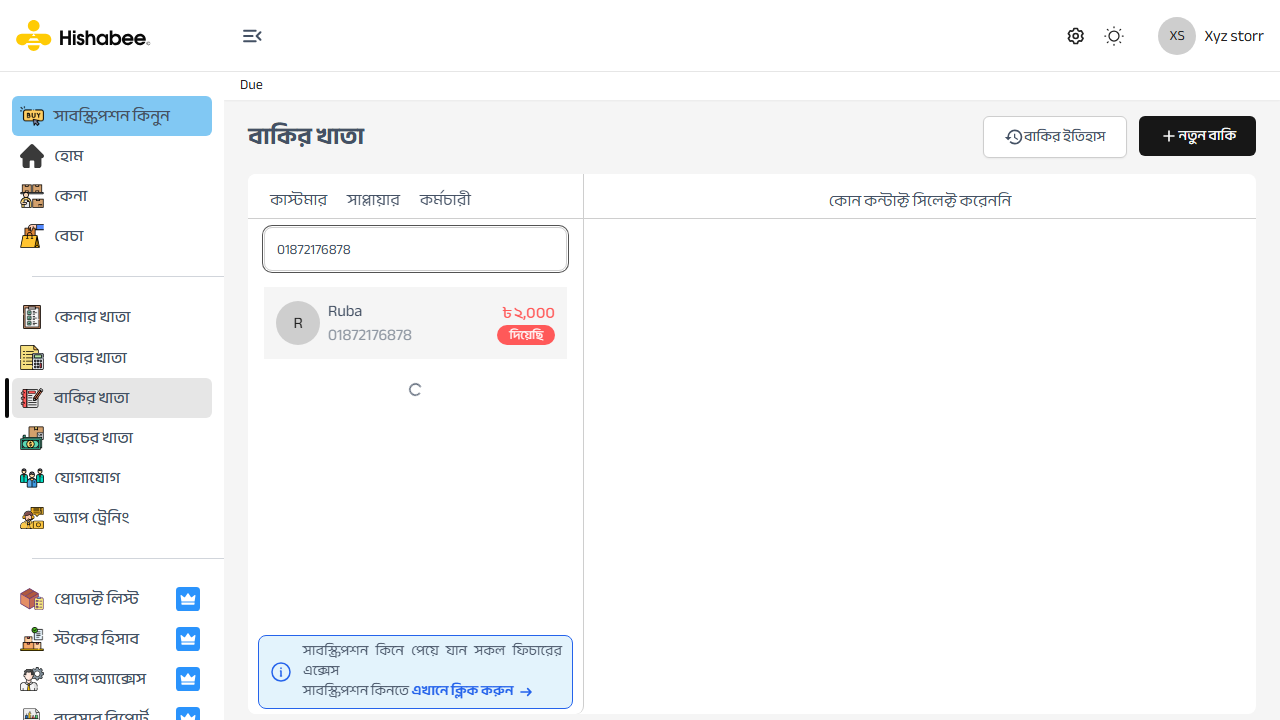 Hishabee
XS
Xyz storr
Due
BUY
সাবস্ক্রিপশন কিনুন
হোম
কেনা
বেচা
কেনার খাতা
বেচার খাতা
বাকির খাতা
খরচের খাতা
যোগাযোগ
অ্যাপ ট্রেনিং
প্রোডাক্ট লিস্ট
স্টকের হিসাব
অ্যাপ অ্যাক্সেস
ব্যবসার রিপোর্ট
বাকির খাতা
বাকির ইতিহাস
নতুন বাকি
কাস্টমার সাপ্লায়ার কর্মচারী
কোন কন্টাক্ট সিলেক্ট করেননি
01872176878
R
Ruba
01872176878
৳ ২,০০০
দিয়েছি
সাবস্ক্রিপশন কিনে পেয়ে যান সকল ফিচারের
এক্সেস
সাবস্ক্রিপশন কিনতে এখানে ক্লিক করুন →